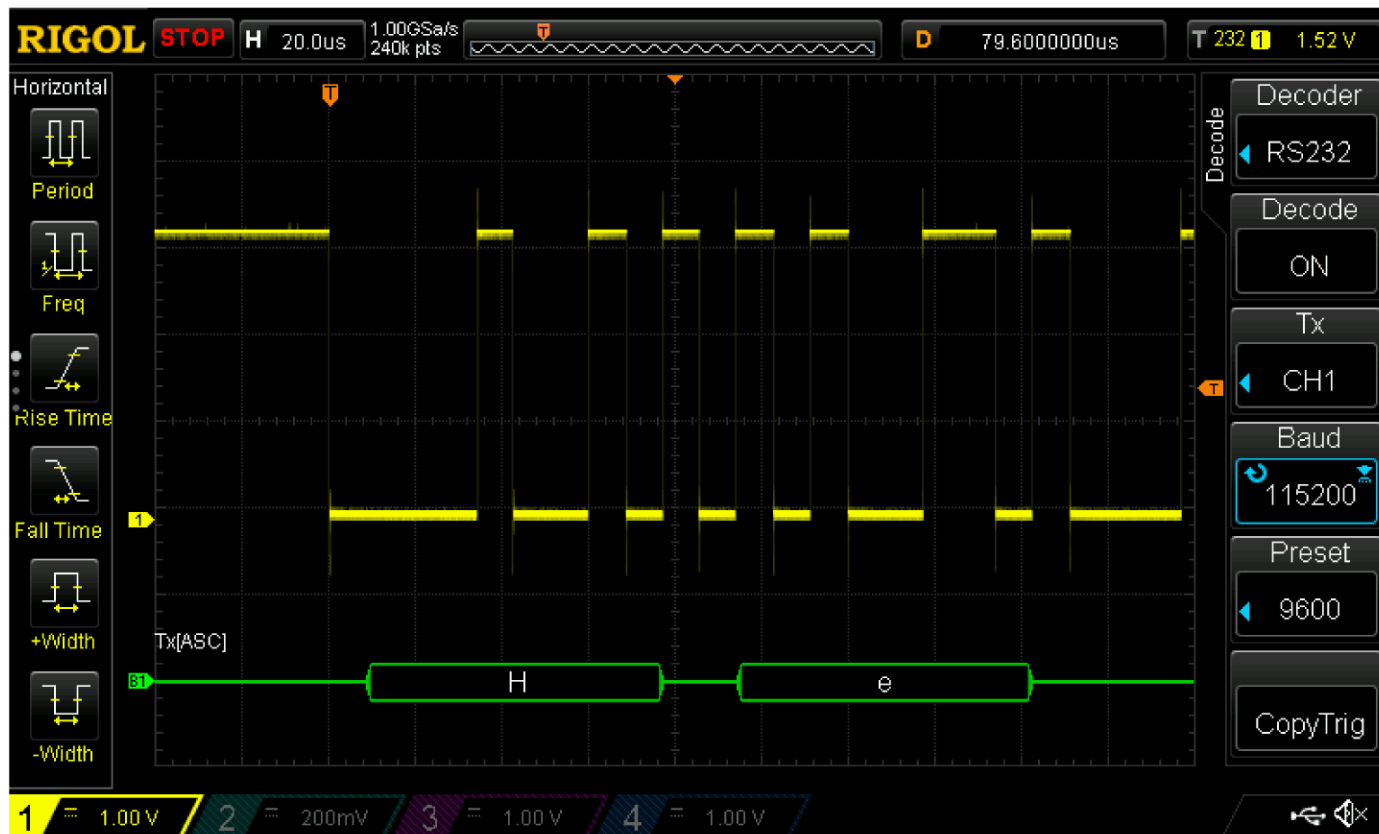 RIGOL STOP H 20.0us 1.00GSa/s 240k pts T D 79.6000000us T 232 1 1.52 V
Horizontal
Period
Freq
Rise Time
Fall Time
+Width
-Width
T
T
1
Tx[ASC]
B1 H e
Decode
Decoder
RS232
Decode
ON
Tx
CH1
Baud
115200
Preset
9600
CopyTrig
1 1.00 V 2 200mV 3 1.00 V 4 1.00 V